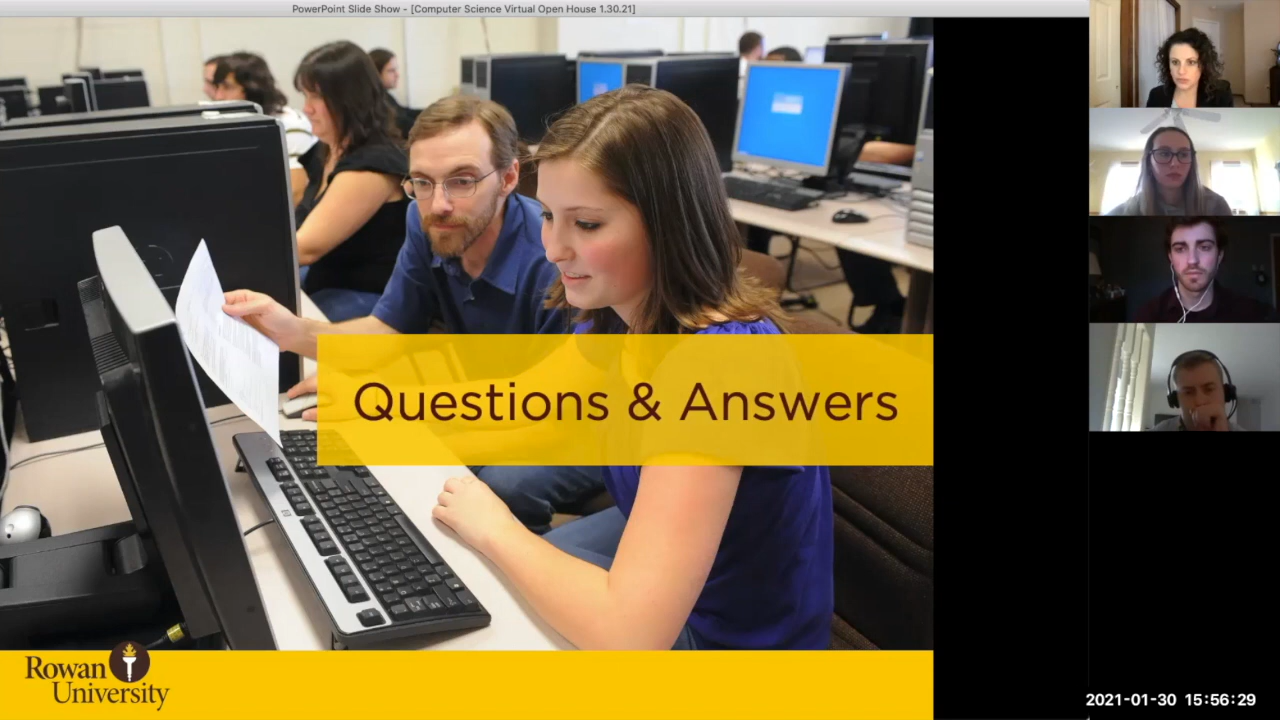 PowerPoint Slide Show - [Computer Science Virtual Open House 1.30.21]
Questions & Answers
Rowan
University
2021-01-30 15:56:29